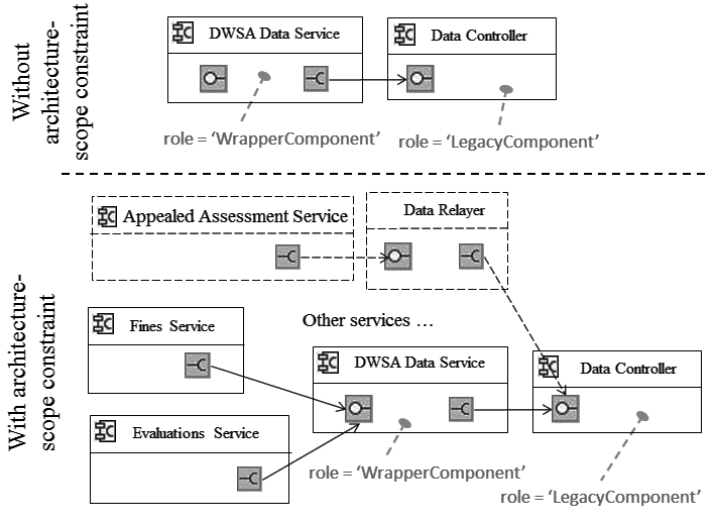 Without
architecture-
scope constraint
DWSA Data Service
Data Controller
role = ‘WrapperComponent’
role = ‘LegacyComponent’
With architecture-
scope constraint
Appealed Assessment Service
Data Relayer
Fines Service
Other services ...
DWSA Data Service
Data Controller
Evaluations Service
role = ‘WrapperComponent’
role = ‘LegacyComponent’